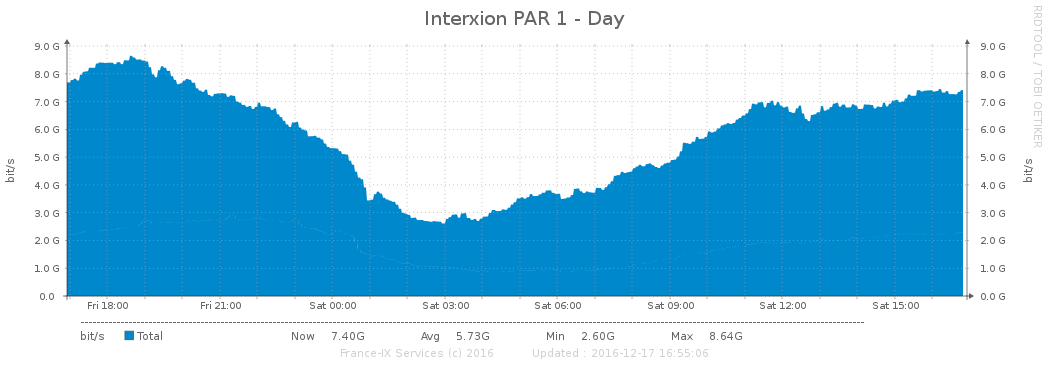 Interxion PAR 1 - Day
RRDTOOL / TOBI OETIKER
bit/s
bit/s
9.0 G 9.0 G
8.0 G 8.0 G
7.0 G 7.0 G
6.0 G 6.0 G
5.0 G 5.0 G
4.0 G 4.0 G
3.0 G 3.0 G
2.0 G 2.0 G
1.0 G 1.0 G
0.0 0.0 G
Fri 18:00 Fri 21:00 Sat 00:00 Sat 03:00 Sat 06:00 Sat 09:00 Sat 12:00 Sat 15:00
bit/s Total Now 7.40G Avg 5.73G Min 2.60G Max 8.64G
France-IX Services (c) 2016 Updated : 2016-12-17 16:55:06